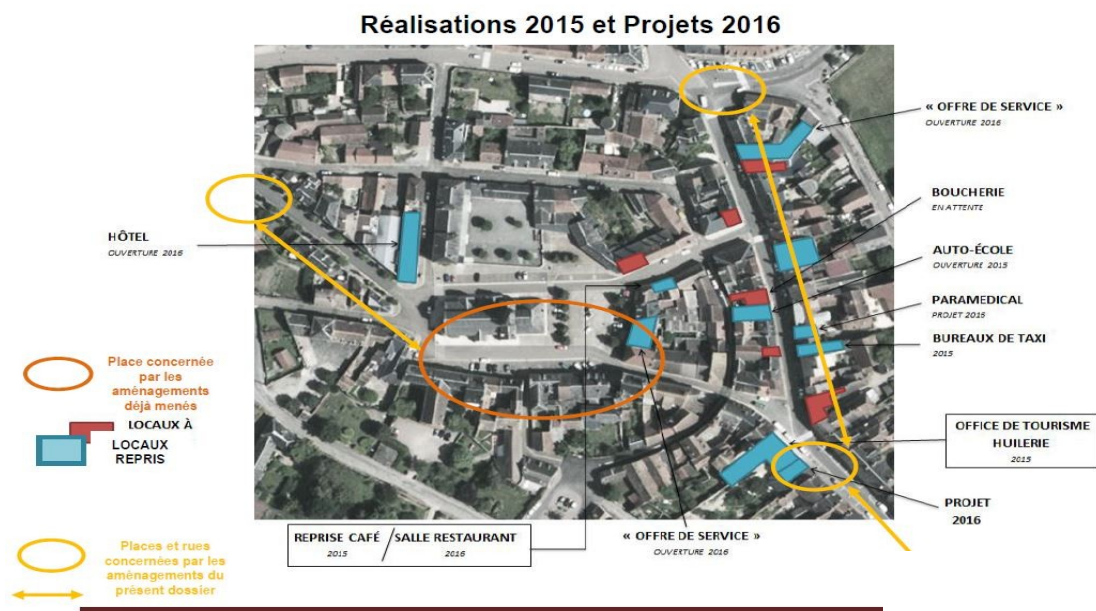 Réalisations 2015 et Projets 2016
« OFFRE DE SERVICE »
OUVERTURE 2016
BOUCHERIE
EN ATTENTE
HÔTEL
OUVERTURE 2016
AUTO-ÉCOLE
OUVERTURE 2015
PARAMEDICAL
PROJET 2015
BUREAUX DE TAXI
2015
Place concernée
par les
aménagements
déjà menés
LOCAUX À
LOCAUX
REPRIS
OFFICE DE TOURISME
HUILERIE
2015
PROJET
2016
REPRISE CAFÉ / SALLE RESTAURANT
2015 2016
« OFFRE DE SERVICE »
OUVERTURE 2016
Places et rues
concernées par les
aménagements du
présent dossier